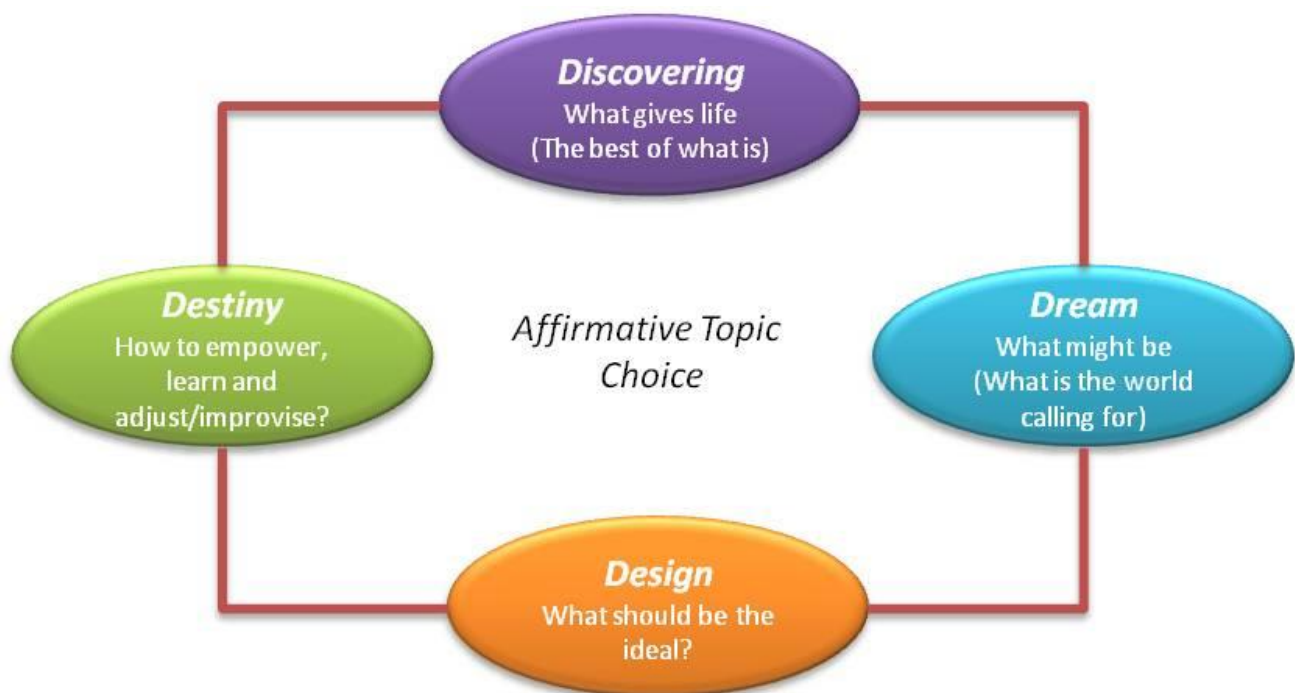 Discovering
What gives life
(The best of what is)
Destiny
How to empower,
learn and
adjust/improvise?
Affirmative Topic
Choice
Dream
What might be
(What is the world
calling for)
Design
What should be the
ideal?